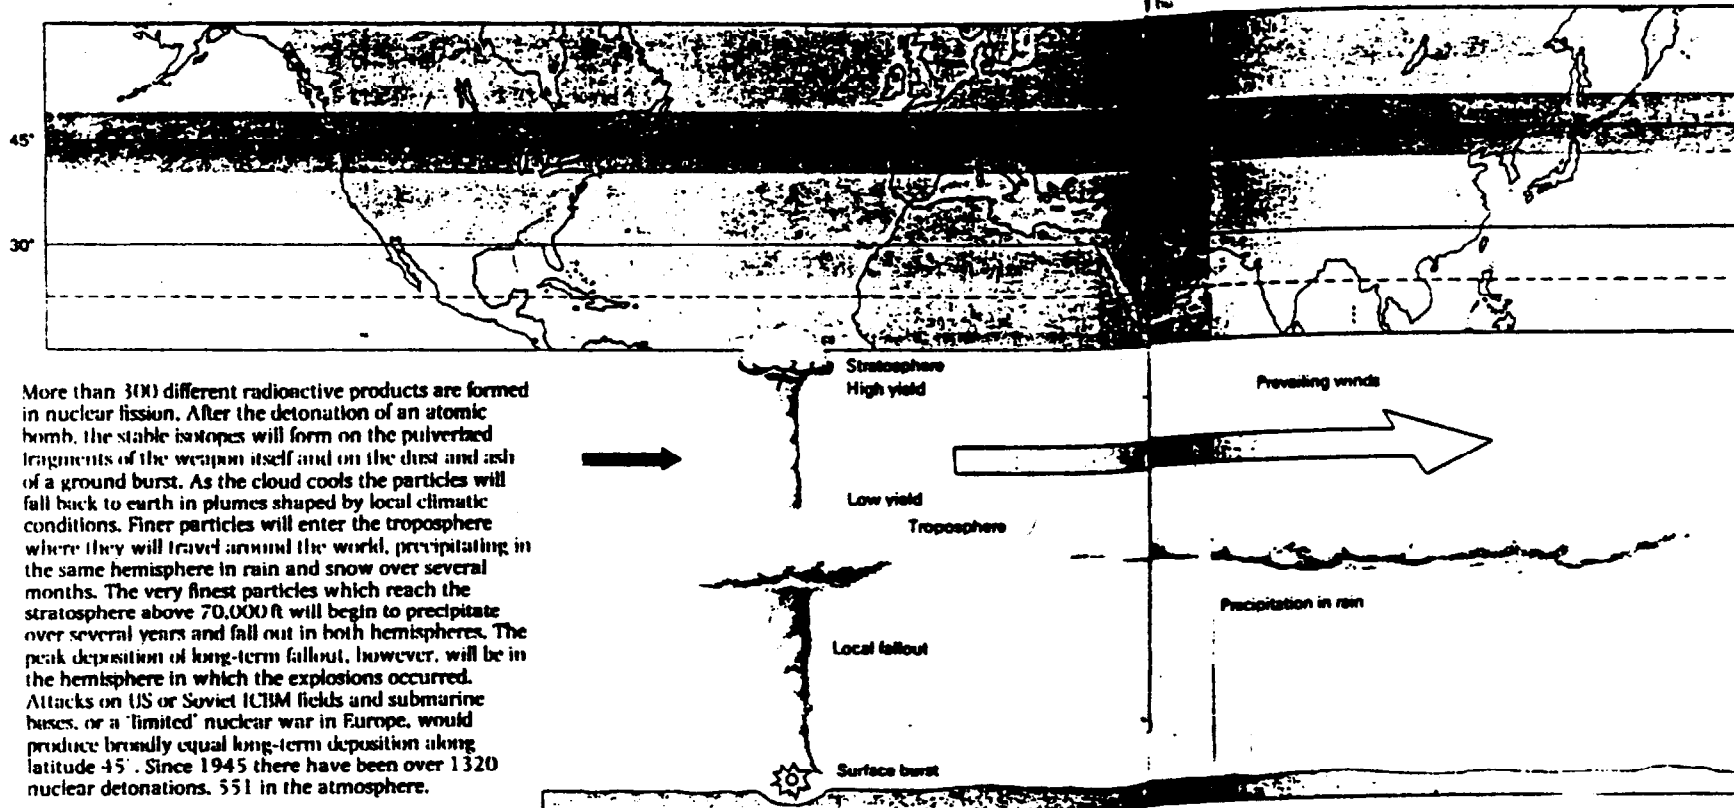 45°
30°
Stratosphere
High yield
Prevailing winds
Low yield
Troposphere
Precipitation in rain
Local fallout
Surface burst
More than 300 different radioactive products are formed
in nuclear fission. After the detonation of an atomic
bomb, the stable isotopes will form on the pulverized
fragments of the weapon itself and on the dust and ash
of a ground burst. As the cloud cools the particles will
fall back to earth in plumes shaped by local climatic
conditions. Finer particles will enter the troposphere
where they will travel around the world, precipitating in
the same hemisphere in rain and snow over several
months. The very finest particles which reach the
stratosphere above 70,000 ft will begin to precipitate
over several years and fall out in both hemispheres. The
peak deposition of long-term fallout, however, will be in
the hemisphere in which the explosions occurred.
Attacks on US or Soviet ICBM fields and submarine
bases, or a 'limited' nuclear war in Europe, would
produce broadly equal long-term deposition along
latitude 45°. Since 1945 there have been over 1320
nuclear detonations, 551 in the atmosphere.